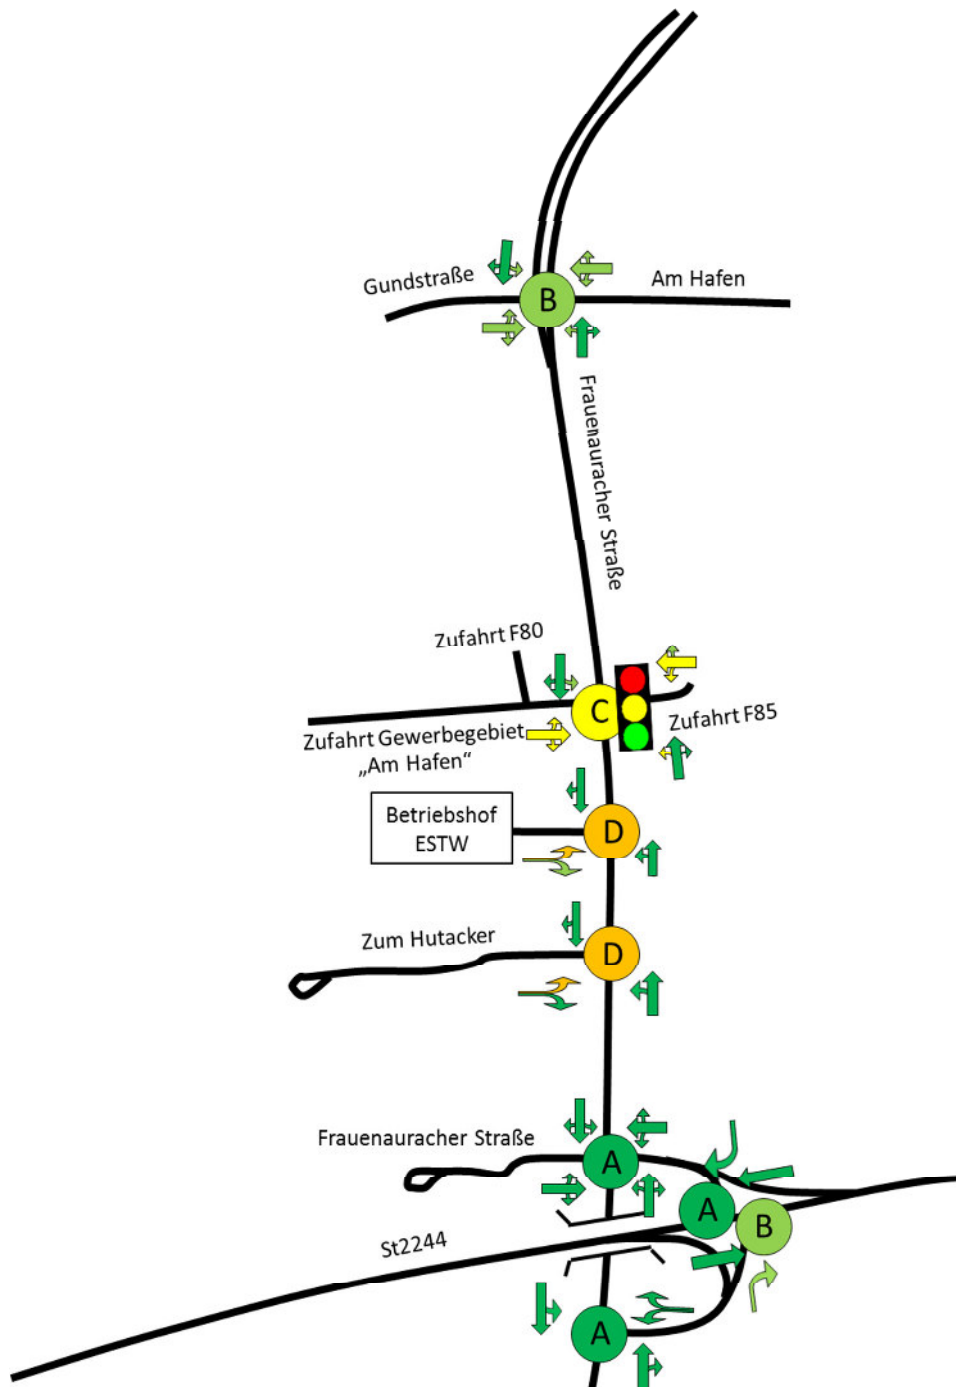 Gundstraße
Am Hafen
B
Frauenauracher Straße
Zufahrt F80
C
Zufahrt F85
Zufahrt Gewerbegebiet
„Am Hafen“
Betriebshof
ESTW
D
Zum Hutacker
D
Frauenauracher Straße
A
A
B
St2244
A